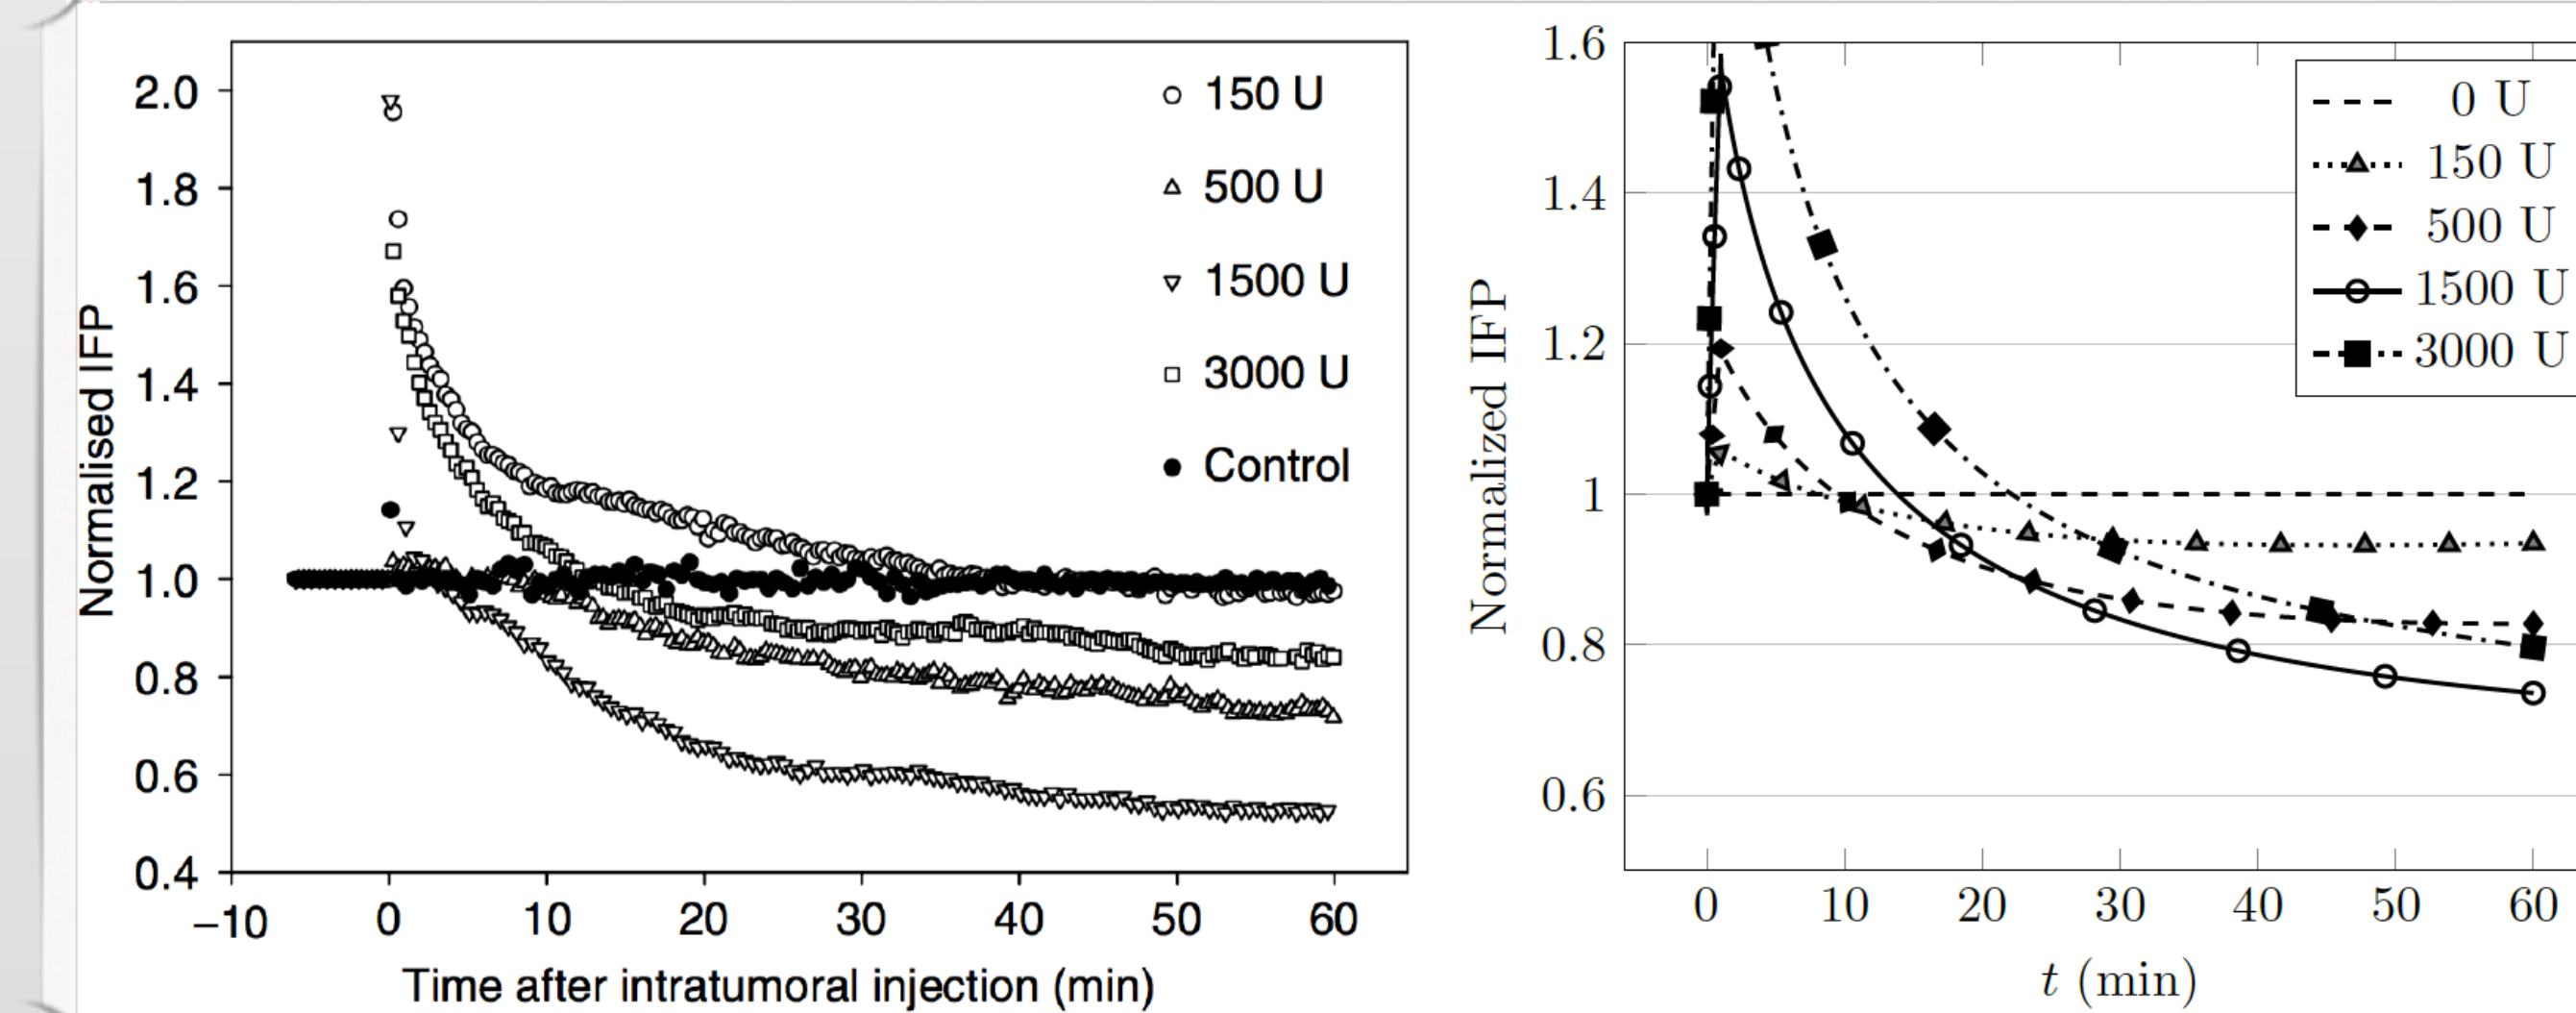 Normalised IFP
2.0
1.8
1.6
1.4
1.2
1.0
0.8
0.6
0.4
150 U
500 U
1500 U
3000 U
Control
−10 0 10 20 30 40 50 60
Time after intratumoral injection (min)
Normalized IFP
1.6
1.4
1.2
1
0.8
0.6
0 U
150 U
500 U
1500 U
3000 U
0 10 20 30 40 50 60
t (min)